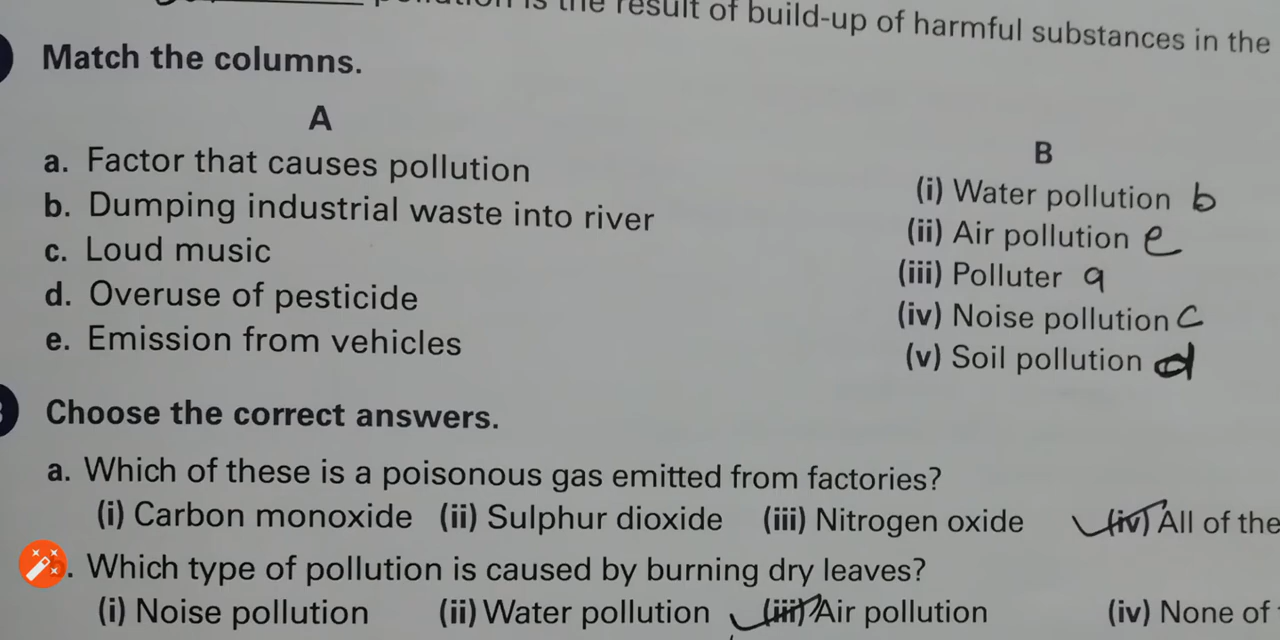 is the result of build-up of harmful substances in the
Match the columns.
A
B
a. Factor that causes pollution
(i) Water pollution b
b. Dumping industrial waste into river
(ii) Air pollution e
c. Loud music
(iii) Polluter a
d. Overuse of pesticide
(iv) Noise pollution c
e. Emission from vehicles
(v) Soil pollution d
Choose the correct answers.
a. Which of these is a poisonous gas emitted from factories?
(i) Carbon monoxide (ii) Sulphur dioxide (iii) Nitrogen oxide (iv) All of the
Which type of pollution is caused by burning dry leaves?
(i) Noise pollution (ii) Water pollution (iii) Air pollution (iv) None of